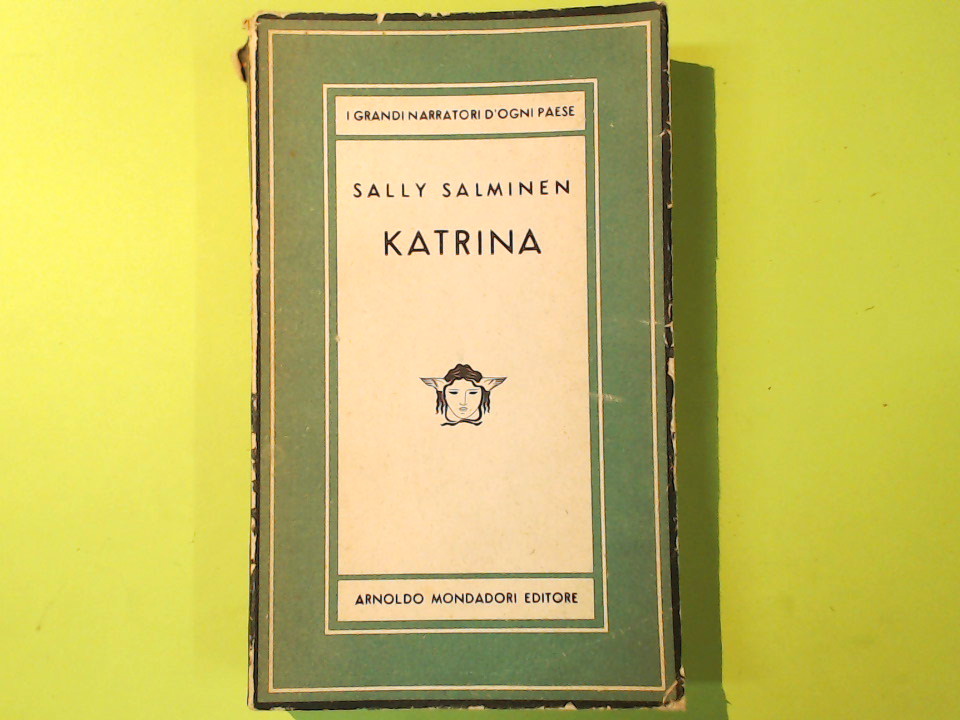 I GRANDI NARRATORI D'OGNI PAESE
SALLY SALMINEN
KATRINA
ARNOLDO MONDADORI EDITORE